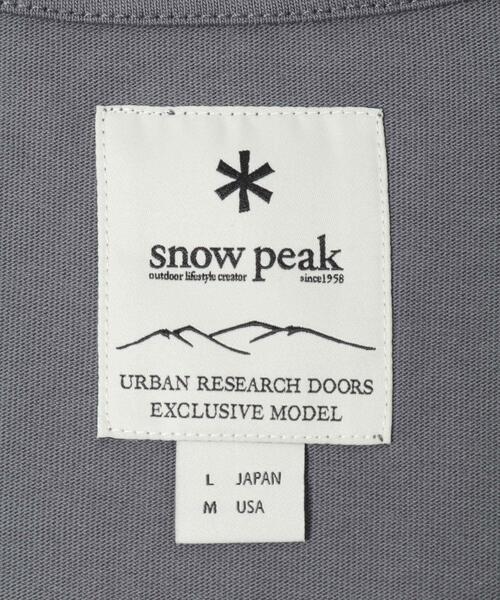 snow peak
outdoor lifestyle creator since1958
URBAN RESEARCH DOORS
EXCLUSIVE MODEL
L JAPAN
M USA